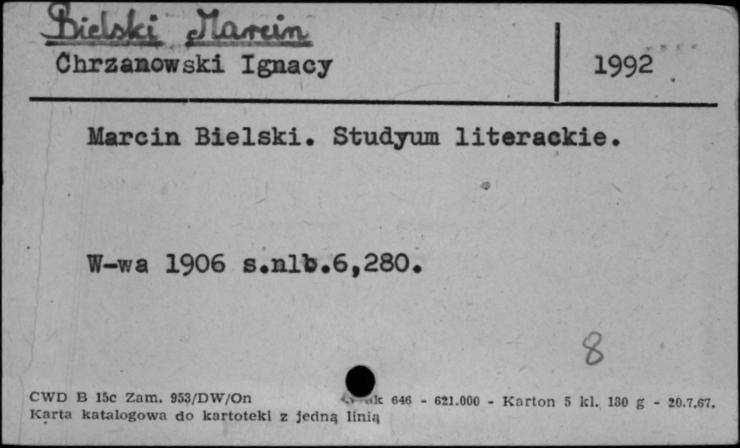 Bielski Marcin
Chrzanowski Ignacy 1992
Marcin Bielski. Studyum literackie.
W-wa 1906 s.nlb.6,280.
8
CWD B 15c Zam. 953/DW/On 646 - 621.000 - Karton 5 kl. 180 g - 20.7.67.
Karta katalogowa do kartoteki z jedną linią